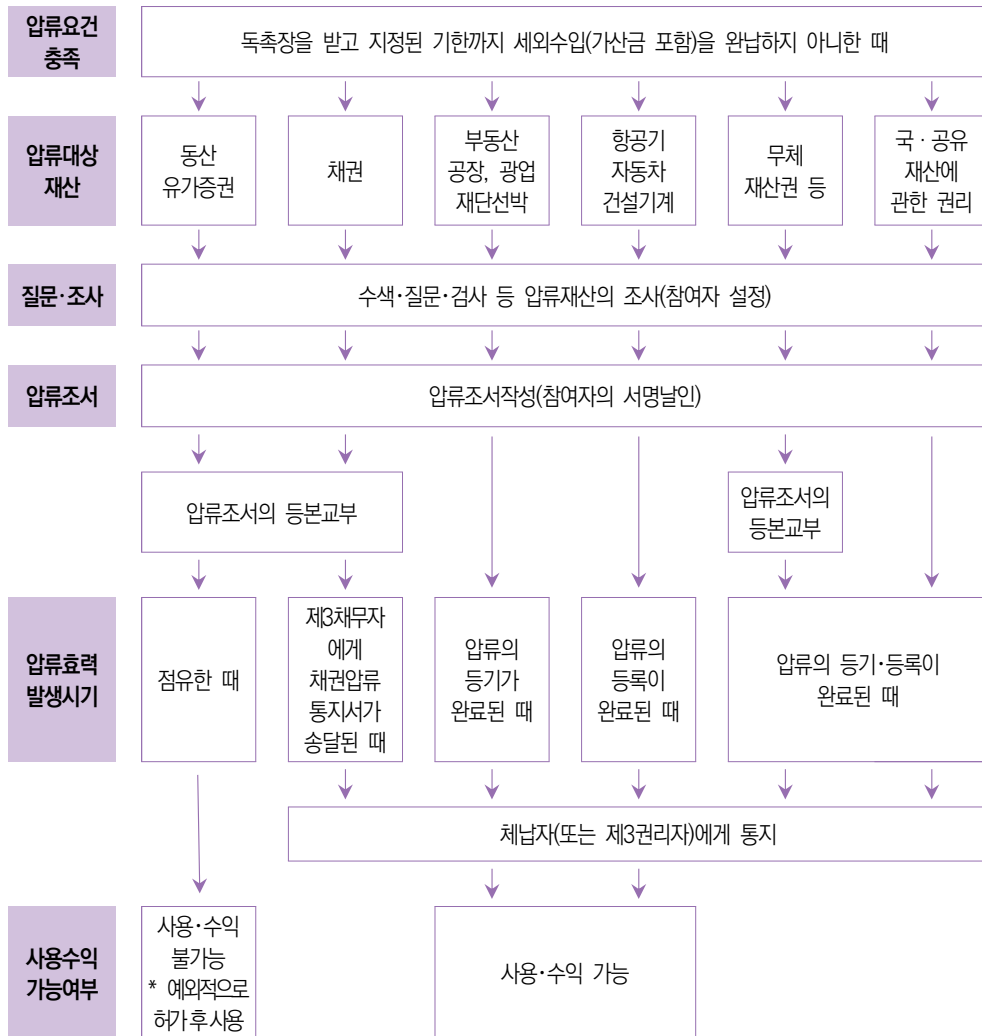 압류요건
충족
독촉장을 받고 지정된 기한까지 세외수입(가산금 포함)을 완납하지 아니한 때
압류대상
재산
동산
유가증권
채권
부동산
공장, 광업
재단선박
항공기
자동차
건설기계
무체
재산권 등
국·공유
재산에
관한 권리
질문·조사
수색·질문·검사 등 압류재산의 조사(참여자 설정)
압류조서
압류조서작성(참여자의 서명날인)
압류조서의 등본교부
압류조서의
등본교부
압류효력
발생시기
점유한 때
제3채무자
에게
채권압류
통지서가
송달된 때
압류의
등기가
완료된 때
압류의
등록이
완료된 때
압류의 등기·등록이
완료된 때
체납자(또는 제3권리자)에게 통지
사용수익
가능여부
사용·수익
불가능
* 예외적으로
허가 후 사용
사용·수익 가능